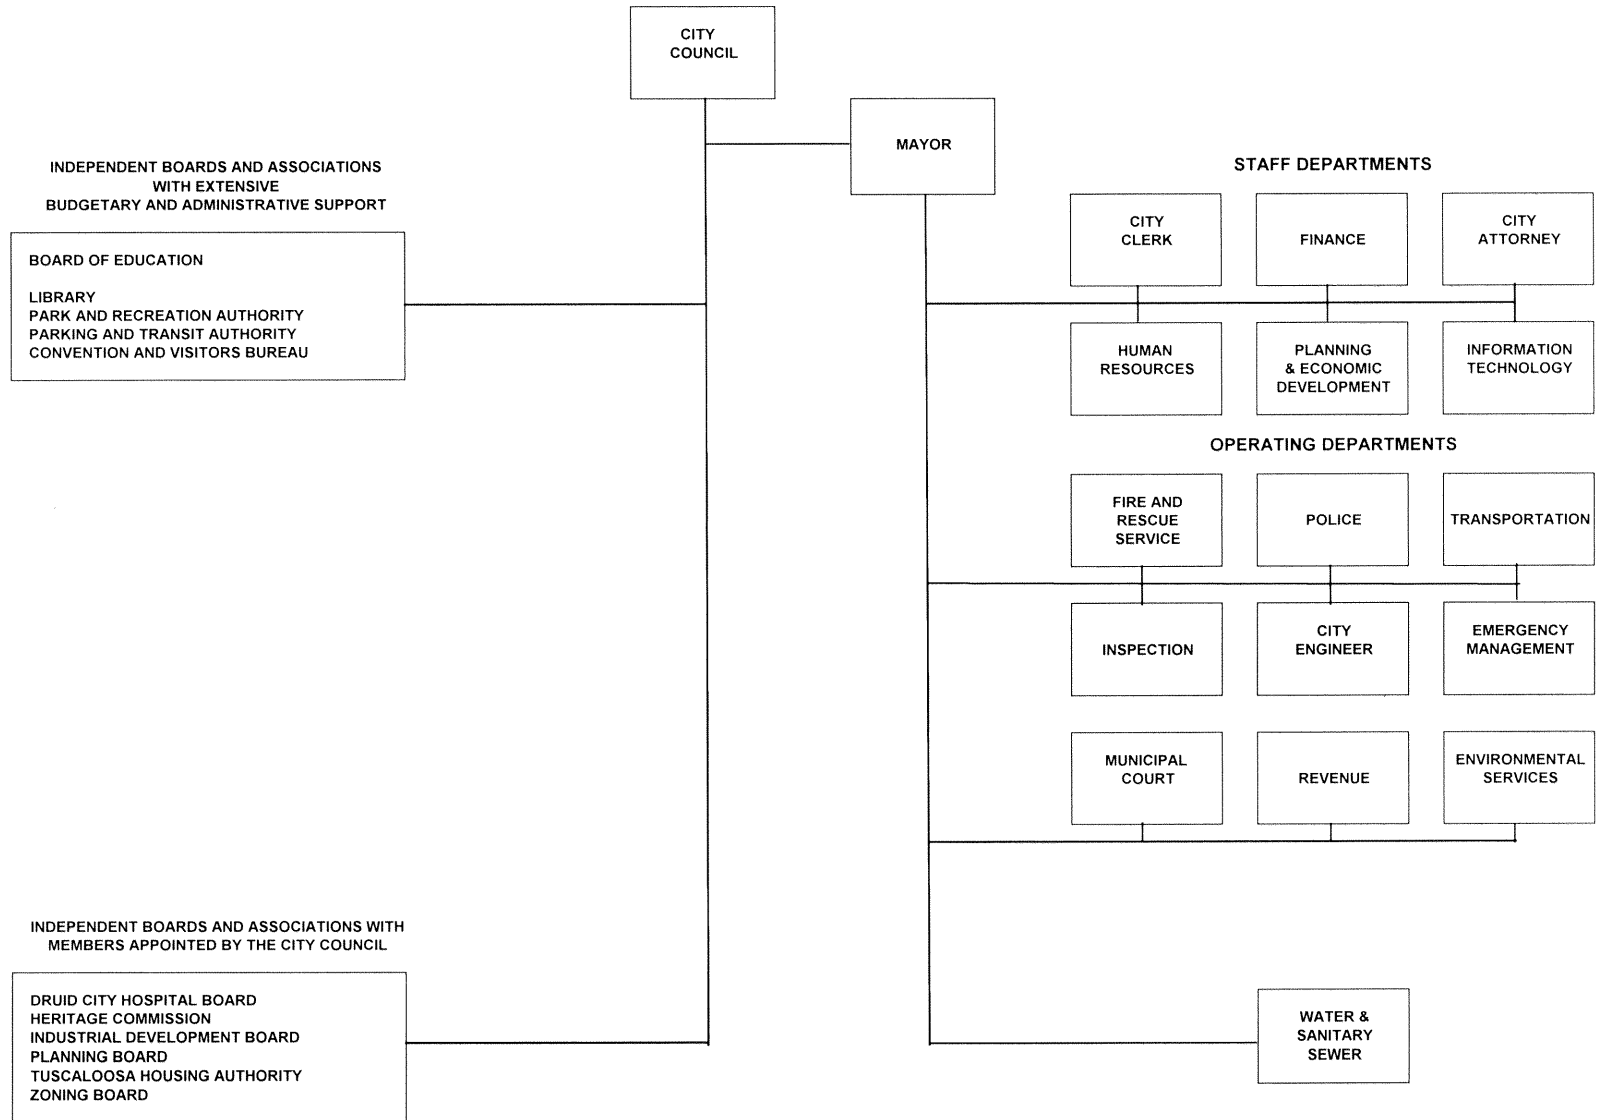 CITY
COUNCIL
MAYOR
INDEPENDENT BOARDS AND ASSOCIATIONS
WITH EXTENSIVE
BUDGETARY AND ADMINISTRATIVE SUPPORT
BOARD OF EDUCATION
LIBRARY
PARK AND RECREATION AUTHORITY
PARKING AND TRANSIT AUTHORITY
CONVENTION AND VISITORS BUREAU
STAFF DEPARTMENTS
CITY
CLERK
FINANCE
CITY
ATTORNEY
HUMAN
RESOURCES
PLANNING
& ECONOMIC
DEVELOPMENT
INFORMATION
TECHNOLOGY
OPERATING DEPARTMENTS
FIRE AND
RESCUE
SERVICE
POLICE
TRANSPORTATION
INSPECTION
CITY
ENGINEER
EMERGENCY
MANAGEMENT
MUNICIPAL
COURT
REVENUE
ENVIRONMENTAL
SERVICES
INDEPENDENT BOARDS AND ASSOCIATIONS WITH
MEMBERS APPOINTED BY THE CITY COUNCIL
DRUID CITY HOSPITAL BOARD
HERITAGE COMMISSION
INDUSTRIAL DEVELOPMENT BOARD
PLANNING BOARD
TUSCALOOSA HOUSING AUTHORITY
ZONING BOARD
WATER &
SANITARY
SEWER